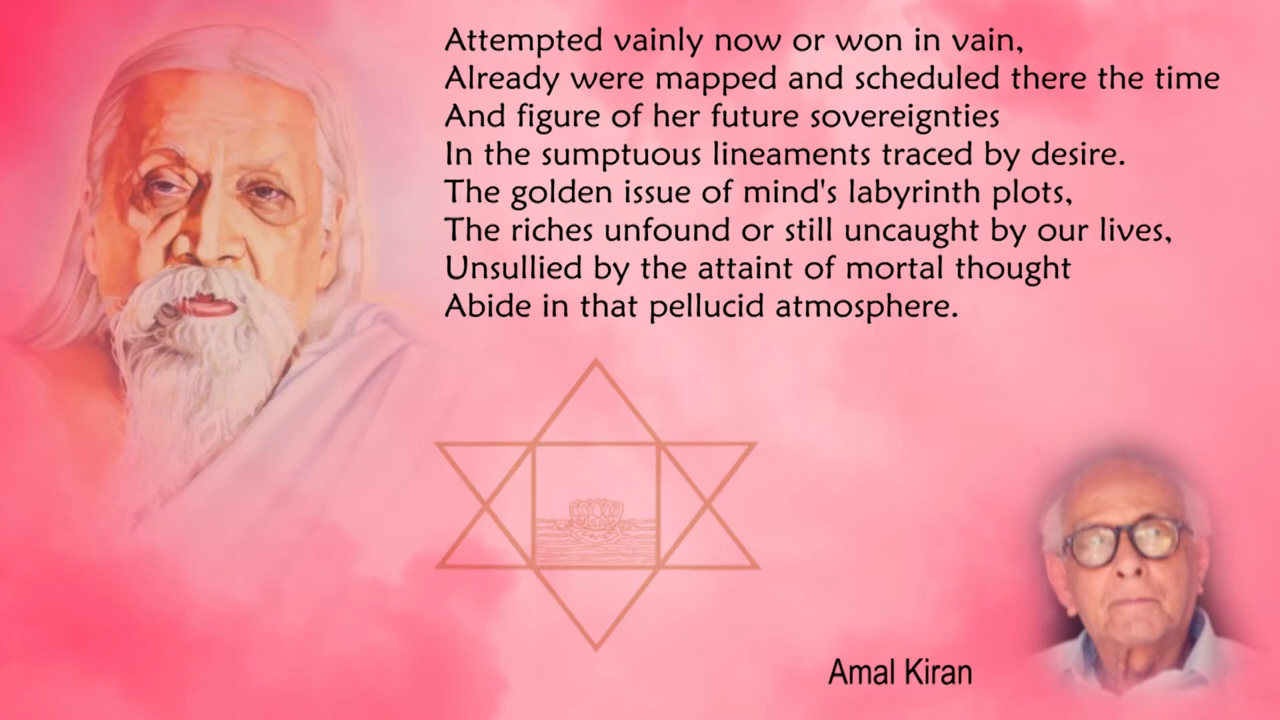 Attempted vainly now or won in vain,
Already were mapped and scheduled there the time
And figure of her future sovereignties
In the sumptuous lineaments traced by desire.
The golden issue of mind's labyrinth plots,
The riches unfound or still uncaught by our lives,
Unsullied by the attaint of mortal thought
Abide in that pellucid atmosphere.
Amal Kiran